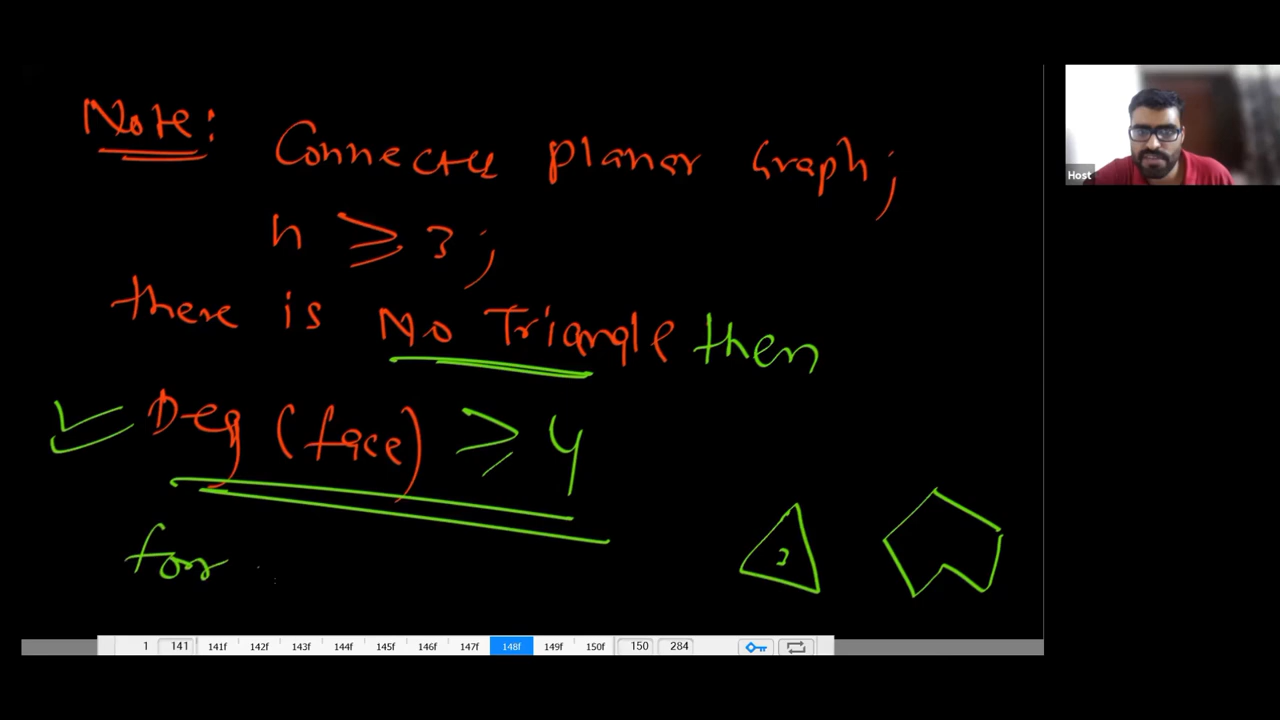 Note: Connected planar Graph;
n ≥ 3;
there is No Triangle then
Deg (face) ≥ 4
for
3
Host
1 141 141f 142f 143f 144f 145f 146f 147f 148f 149f 150f 150 284